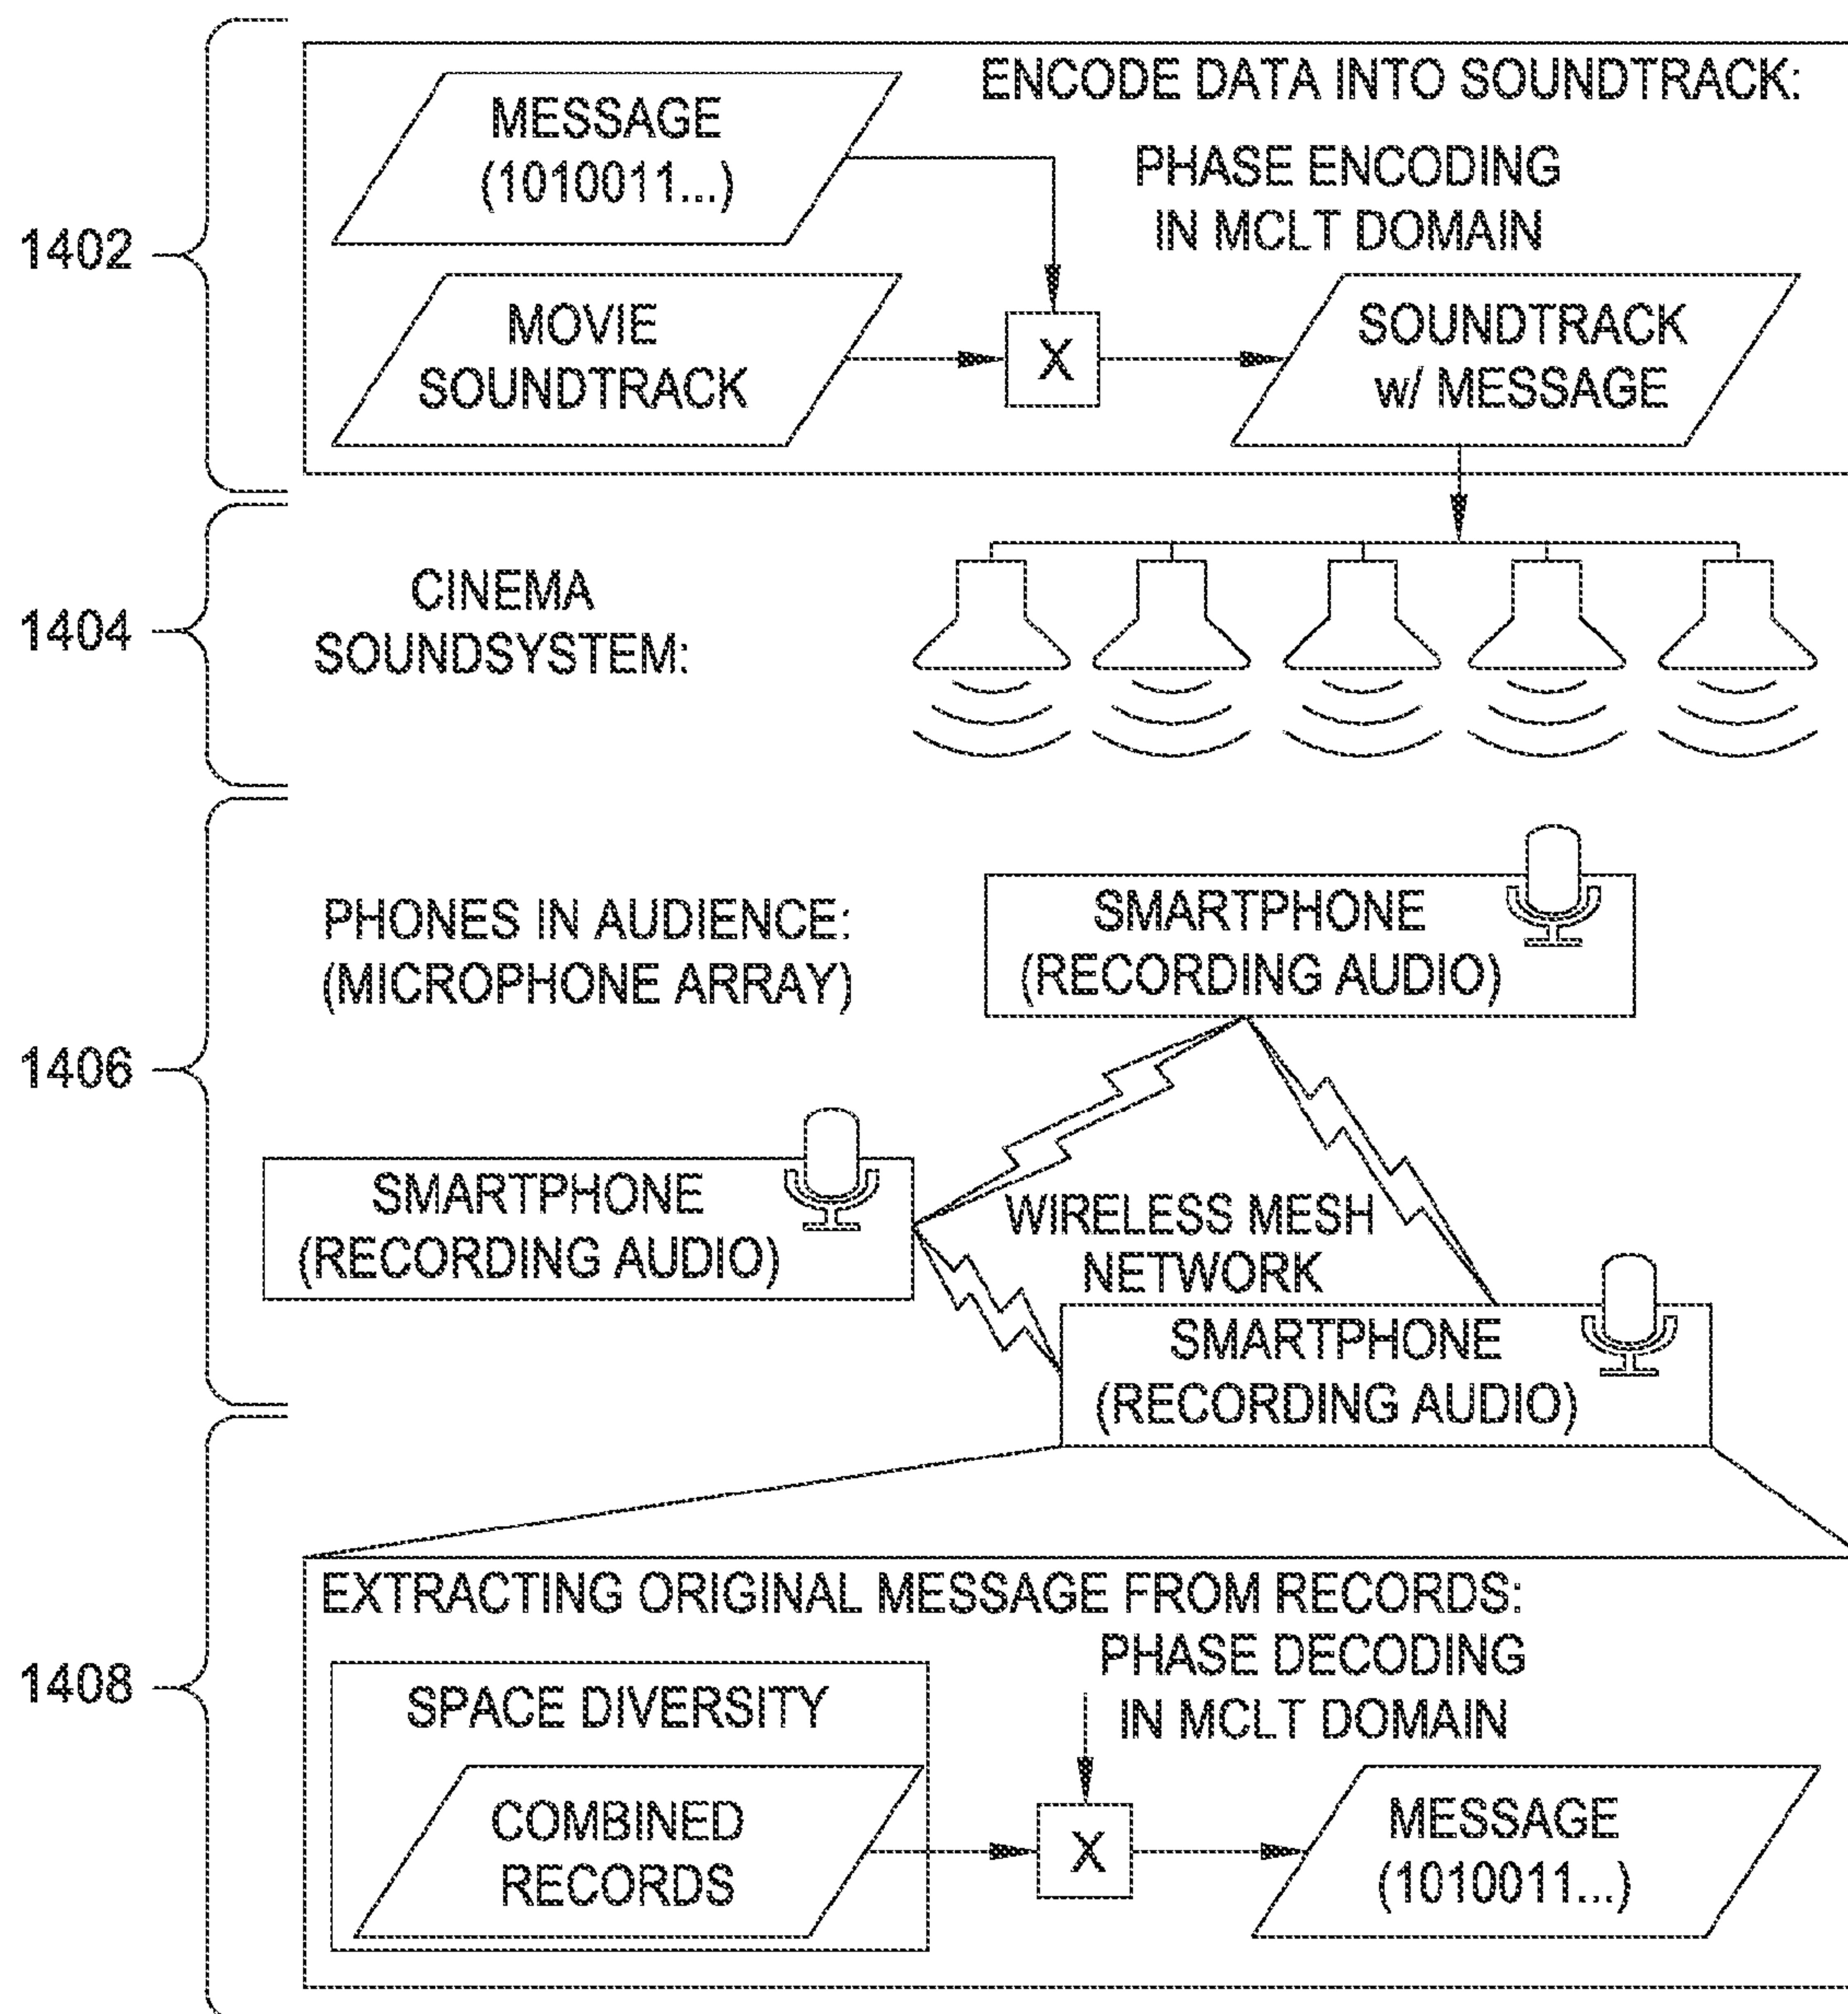 1402
ENCODE DATA INTO SOUNDTRACK:
MESSAGE
(1010011...)
PHASE ENCODING
IN MCLT DOMAIN
MOVIE
SOUNDTRACK
X
SOUNDTRACK
w/ MESSAGE
1404
CINEMA
SOUNDSYSTEM:
1406
PHONES IN AUDIENCE:
(MICROPHONE ARRAY)
SMARTPHONE
(RECORDING AUDIO)
SMARTPHONE
(RECORDING AUDIO)
WIRELESS MESH
NETWORK
SMARTPHONE
(RECORDING AUDIO)
1408
EXTRACTING ORIGINAL MESSAGE FROM RECORDS:
PHASE DECODING
IN MCLT DOMAIN
SPACE DIVERSITY
COMBINED
RECORDS
X
MESSAGE
(1010011...)